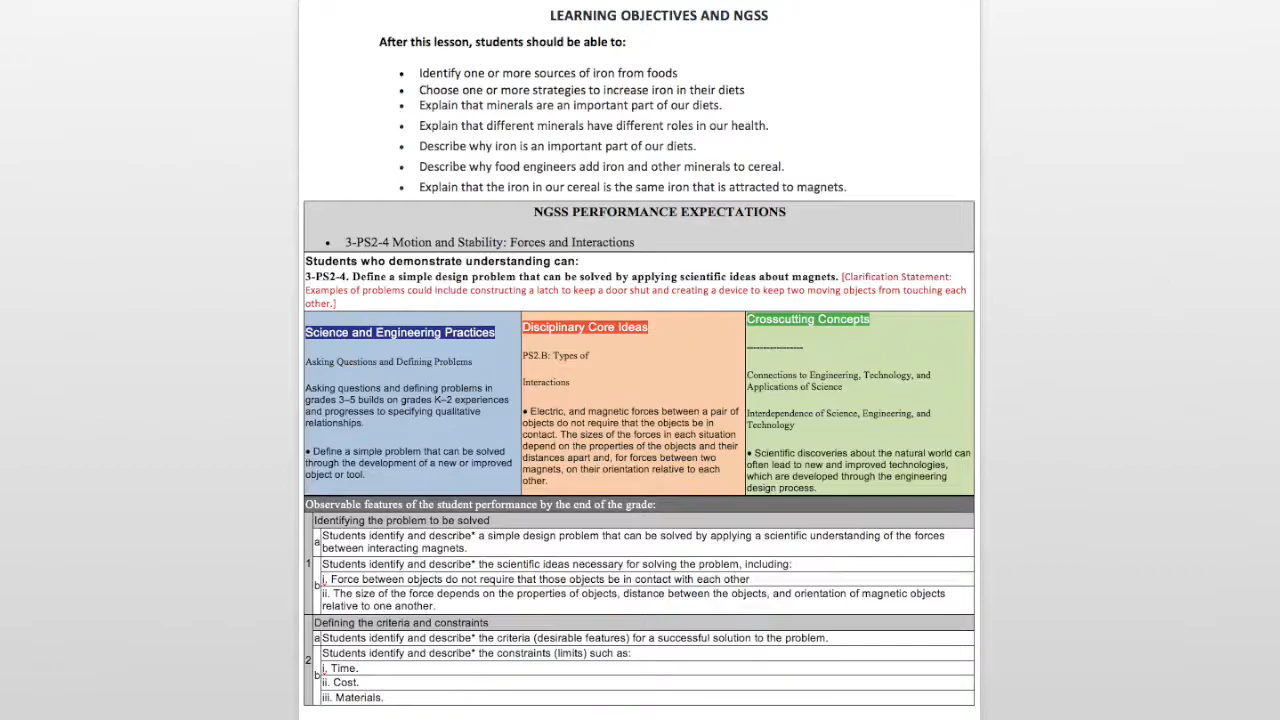 LEARNING OBJECTIVES AND NGSS
After this lesson, students should be able to:
• Identify one or more sources of iron from foods
• Choose one or more strategies to increase iron in their diets
• Explain that minerals are an important part of our diets.
• Explain that different minerals have different roles in our health.
• Describe why iron is an important part of our diets.
• Describe why food engineers add iron and other minerals to cereal.
• Explain that the iron in our cereal is the same iron that is attracted to magnets.
NGSS PERFORMANCE EXPECTATIONS
• 3-PS2-4 Motion and Stability: Forces and Interactions
Students who demonstrate understanding can:
3-PS2-4. Define a simple design problem that can be solved by applying scientific ideas about magnets. [Clarification Statement:
Examples of problems could include constructing a latch to keep a door shut and creating a device to keep two moving objects from touching each
other.]
Science and Engineering Practices
Asking Questions and Defining Problems
Asking questions and defining problems in
grades 3–5 builds on grades K–2 experiences
and progresses to specifying qualitative
relationships.
• Define a simple problem that can be solved
through the development of a new or improved
object or tool.
Disciplinary Core Ideas
PS2.B: Types of
Interactions
• Electric, and magnetic forces between a pair of
objects do not require that the objects be in
contact. The sizes of the forces in each situation
depend on the properties of the objects and their
distances apart and, for forces between two
magnets, on their orientation relative to each
other.
Crosscutting Concepts
-----------------
Connections to Engineering, Technology, and
Applications of Science
Interdependence of Science, Engineering, and
Technology
• Scientific discoveries about the natural world can
often lead to new and improved technologies,
which are developed through the engineering
design process.
Observable features of the student performance by the end of the grade:
1
Identifying the problem to be solved
a Students identify and describe* a simple design problem that can be solved by applying a scientific understanding of the forces
between interacting magnets.
b Students identify and describe* the scientific ideas necessary for solving the problem, including:
i. Force between objects do not require that those objects be in contact with each other
ii. The size of the force depends on the properties of objects, distance between the objects, and orientation of magnetic objects
relative to one another.
2
Defining the criteria and constraints
a Students identify and describe* the criteria (desirable features) for a successful solution to the problem.
b Students identify and describe* the constraints (limits) such as:
i. Time.
ii. Cost.
iii. Materials.